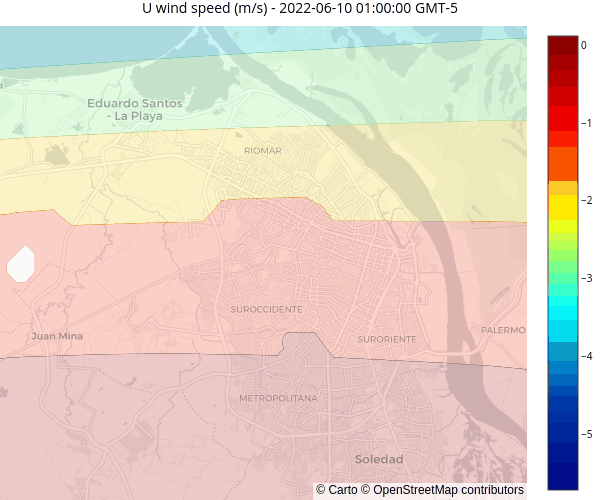 U wind speed (m/s) - 2022-06-10 01:00:00 GMT-5
0
Eduardo Santos
- La Playa
−1
RIOMAR
−2
−3
SUROCCIDENTE
PALERMO
Juan Mina
SURORIENTE
−4
METROPOLITANA
−5
Soledad
© Carto © OpenStreetMap contributors